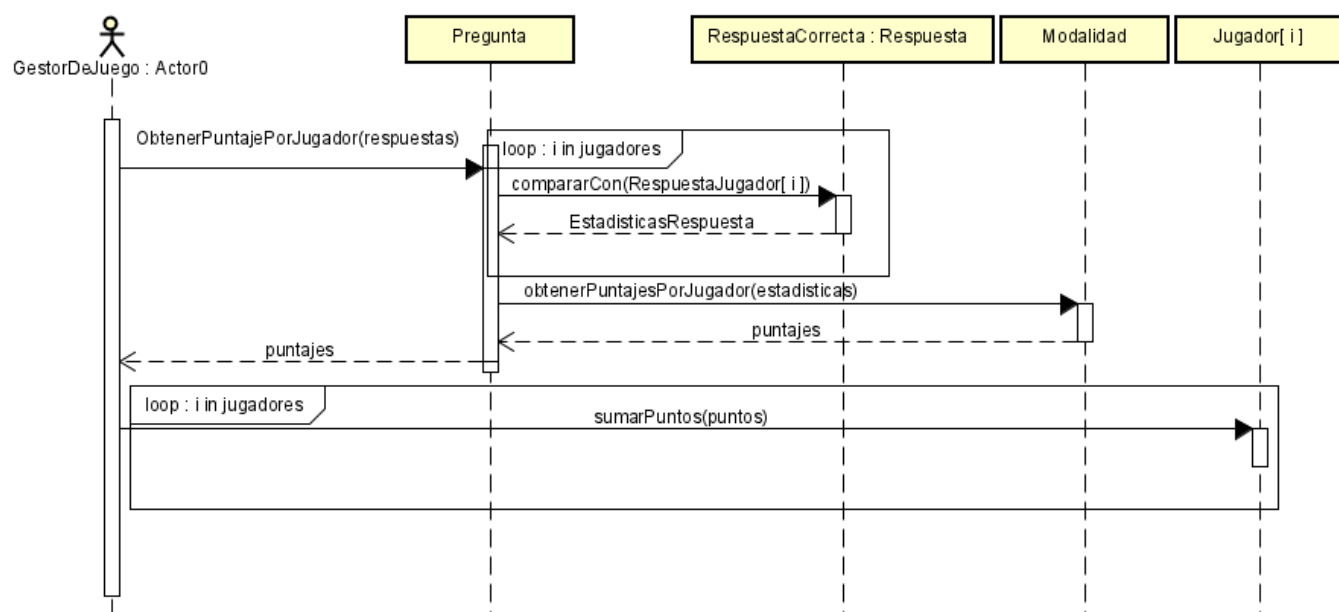 GestorDeJuego : Actor0
Pregunta
RespuestaCorrecta : Respuesta
Modalidad
Jugador[ i ]
ObtenerPuntajePorJugador(respuestas)
loop : i in jugadores
compararCon(RespuestaJugador[ i ])
EstadisticasRespuesta
obtenerPuntajesPorJugador(estadisticas)
puntajes
puntajes
loop : i in jugadores
sumarPuntos(puntos)